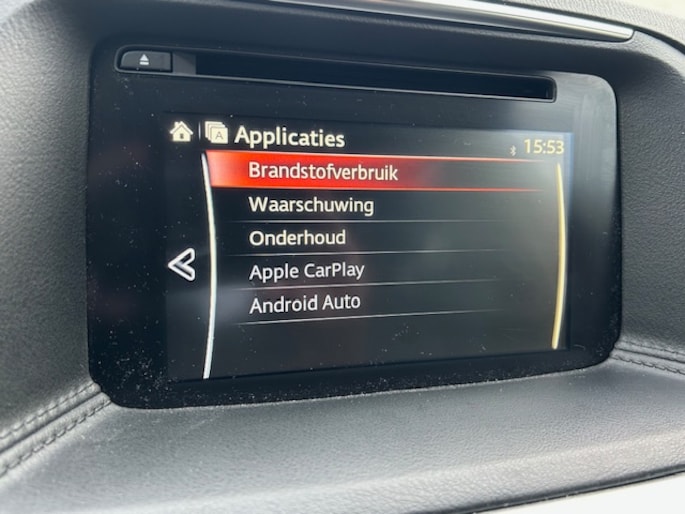 A Applicaties
15:53
Brandstofverbruik
Waarschuwing
Onderhoud
Apple CarPlay
Android Auto